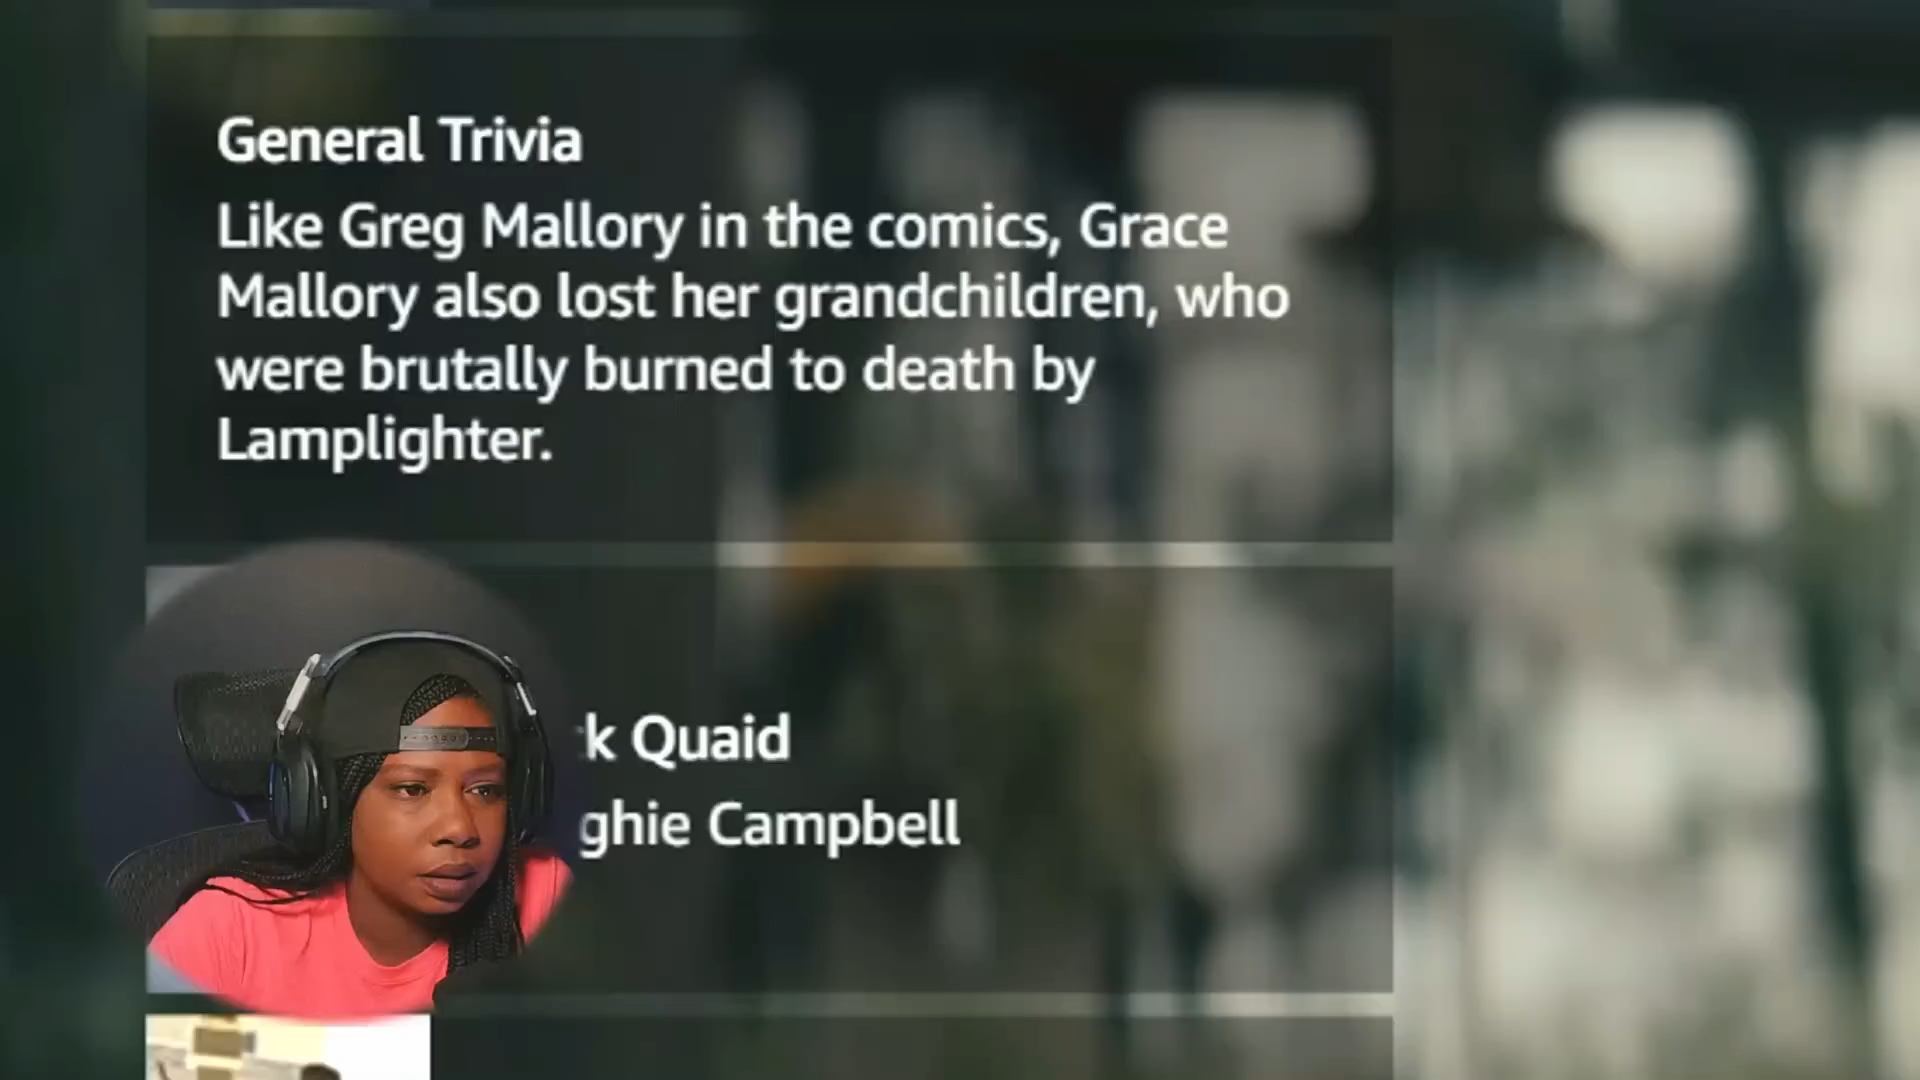 General Trivia
Like Greg Mallory in the comics, Grace
Mallory also lost her grandchildren, who
were brutally burned to death by
Lamplighter.
Quaid
Campbell